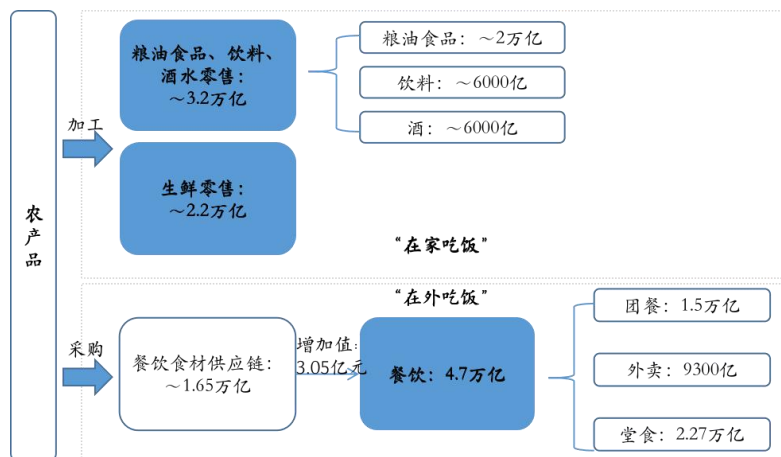 农
产
品
加工
采购
粮油食品、饮料、
酒水零售：
～3.2万亿
生鲜零售：
～2.2万亿
粮油食品：～2万亿
饮料：～6000亿
酒：～6000亿
“在家吃饭”
“在外吃饭”
餐饮食材供应链：
～1.65万亿
增加值：
3.05亿元
餐饮：4.7万亿
团餐：1.5万亿
外卖：9300亿
堂食：2.27万亿